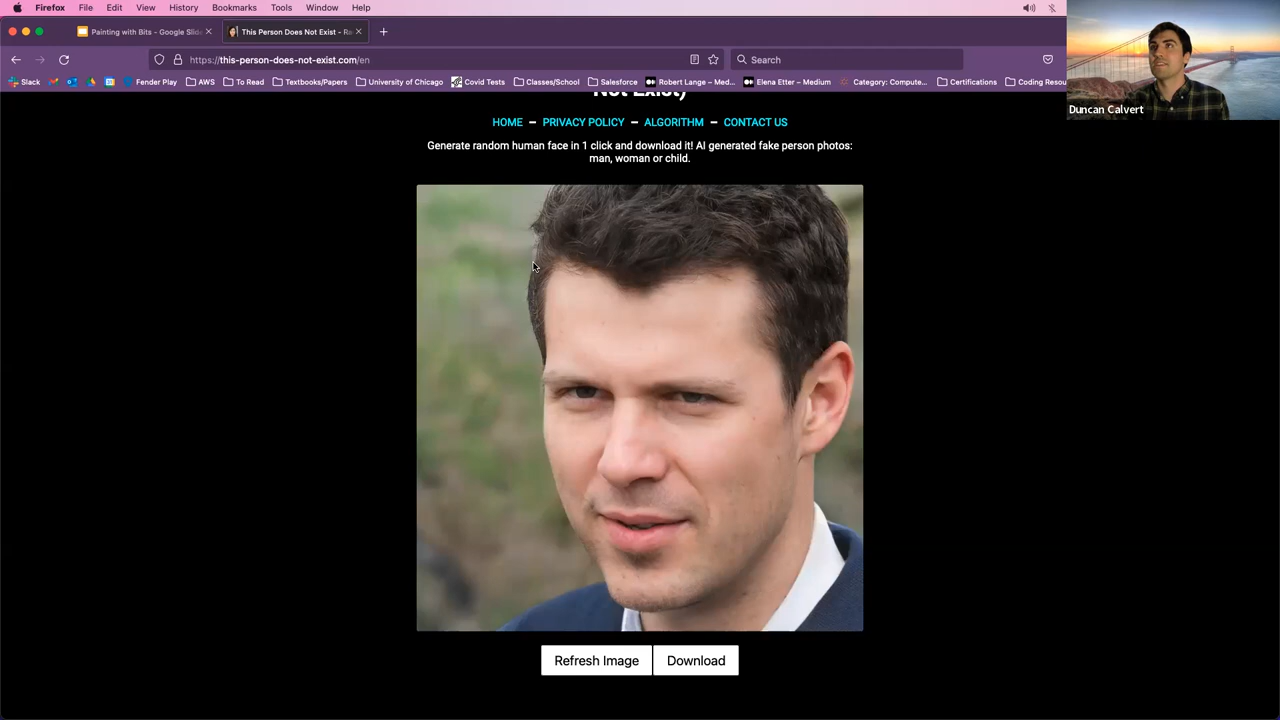 Firefox File Edit View History Bookmarks Tools Window Help
Painting with Bits - Google Slide
This Person Does Not Exist - Ra
https://this-person-does-not-exist.com/en
Search
Slack Fender Play AWS To Read Textbooks/Papers University of Chicago Covid Tests Classes/School Salesforce Robert Lange – Med... Elena Etter – Medium Category: Compute... Certifications Coding Resou
Duncan Calvert
Not Exist)
HOME – PRIVACY POLICY – ALGORITHM – CONTACT US
Generate random human face in 1 click and download it! AI generated fake person photos:
man, woman or child.
Refresh Image
Download